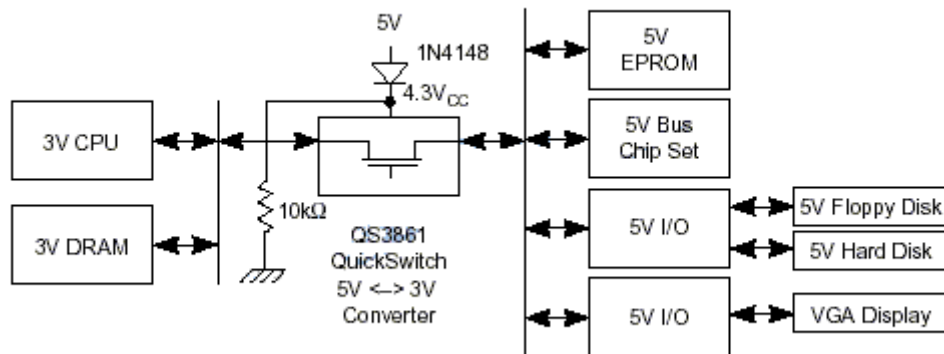 5V
1N4148
4.3VCC
3V CPU
3V DRAM
10kΩ
QS3861
QuickSwitch
5V <–> 3V
Converter
5V
EPROM
5V Bus
Chip Set
5V I/O
5V Floppy Disk
5V Hard Disk
5V I/O
VGA Display